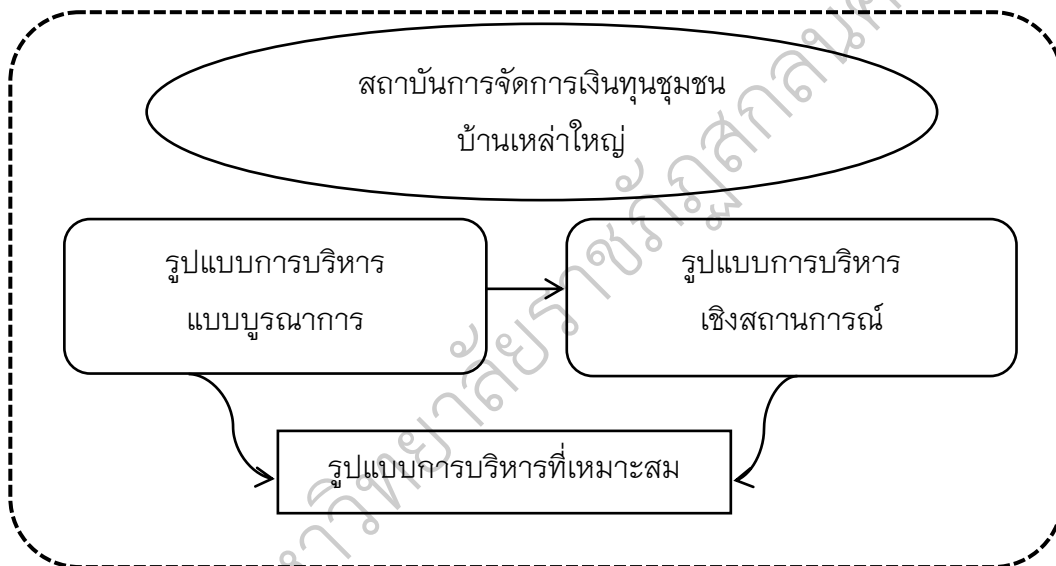 สถาบันการจัดการเงินทุนชุมชน
บ้านเหล่าใหญ่
รูปแบบการบริหาร
แบบบูรณาการ
รูปแบบการบริหาร
เชิงสถานการณ์
รูปแบบการบริหารที่เหมาะสม